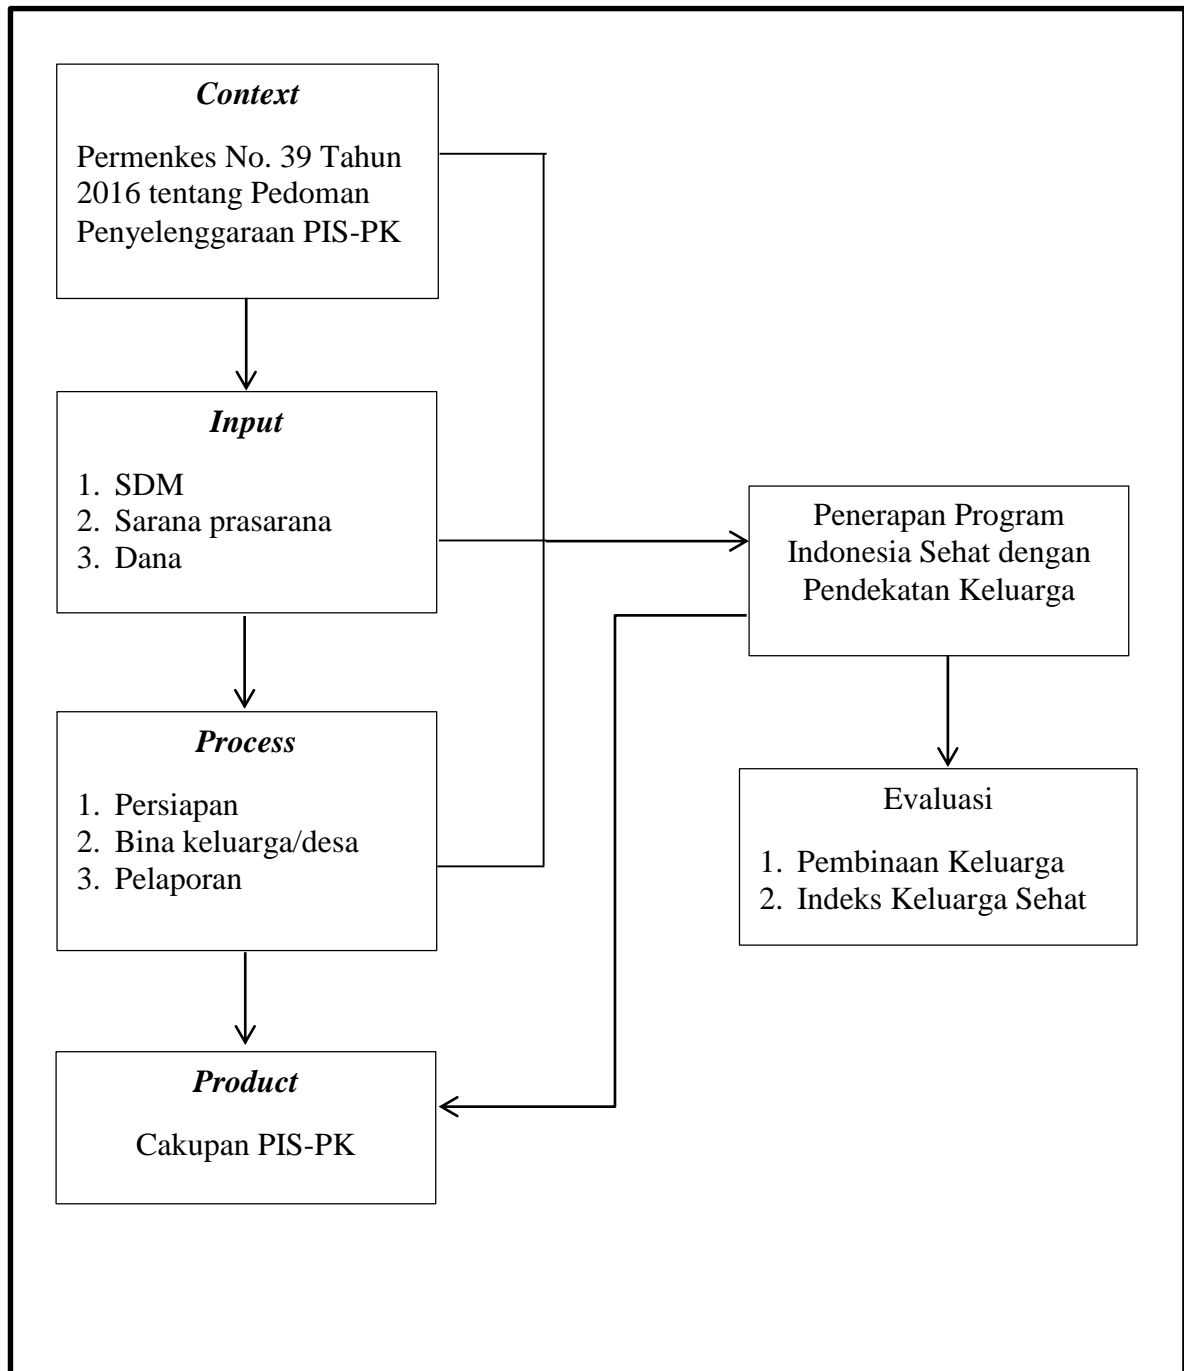 Context
Permenkes No. 39 Tahun
2016 tentang Pedoman
Penyelenggaraan PIS-PK
Input
1. SDM
2. Sarana prasarana
3. Dana
Process
1. Persiapan
2. Bina keluarga/desa
3. Pelaporan
Product
Cakupan PIS-PK
Penerapan Program
Indonesia Sehat dengan
Pendekatan Keluarga
Evaluasi
1. Pembinaan Keluarga
2. Indeks Keluarga Sehat